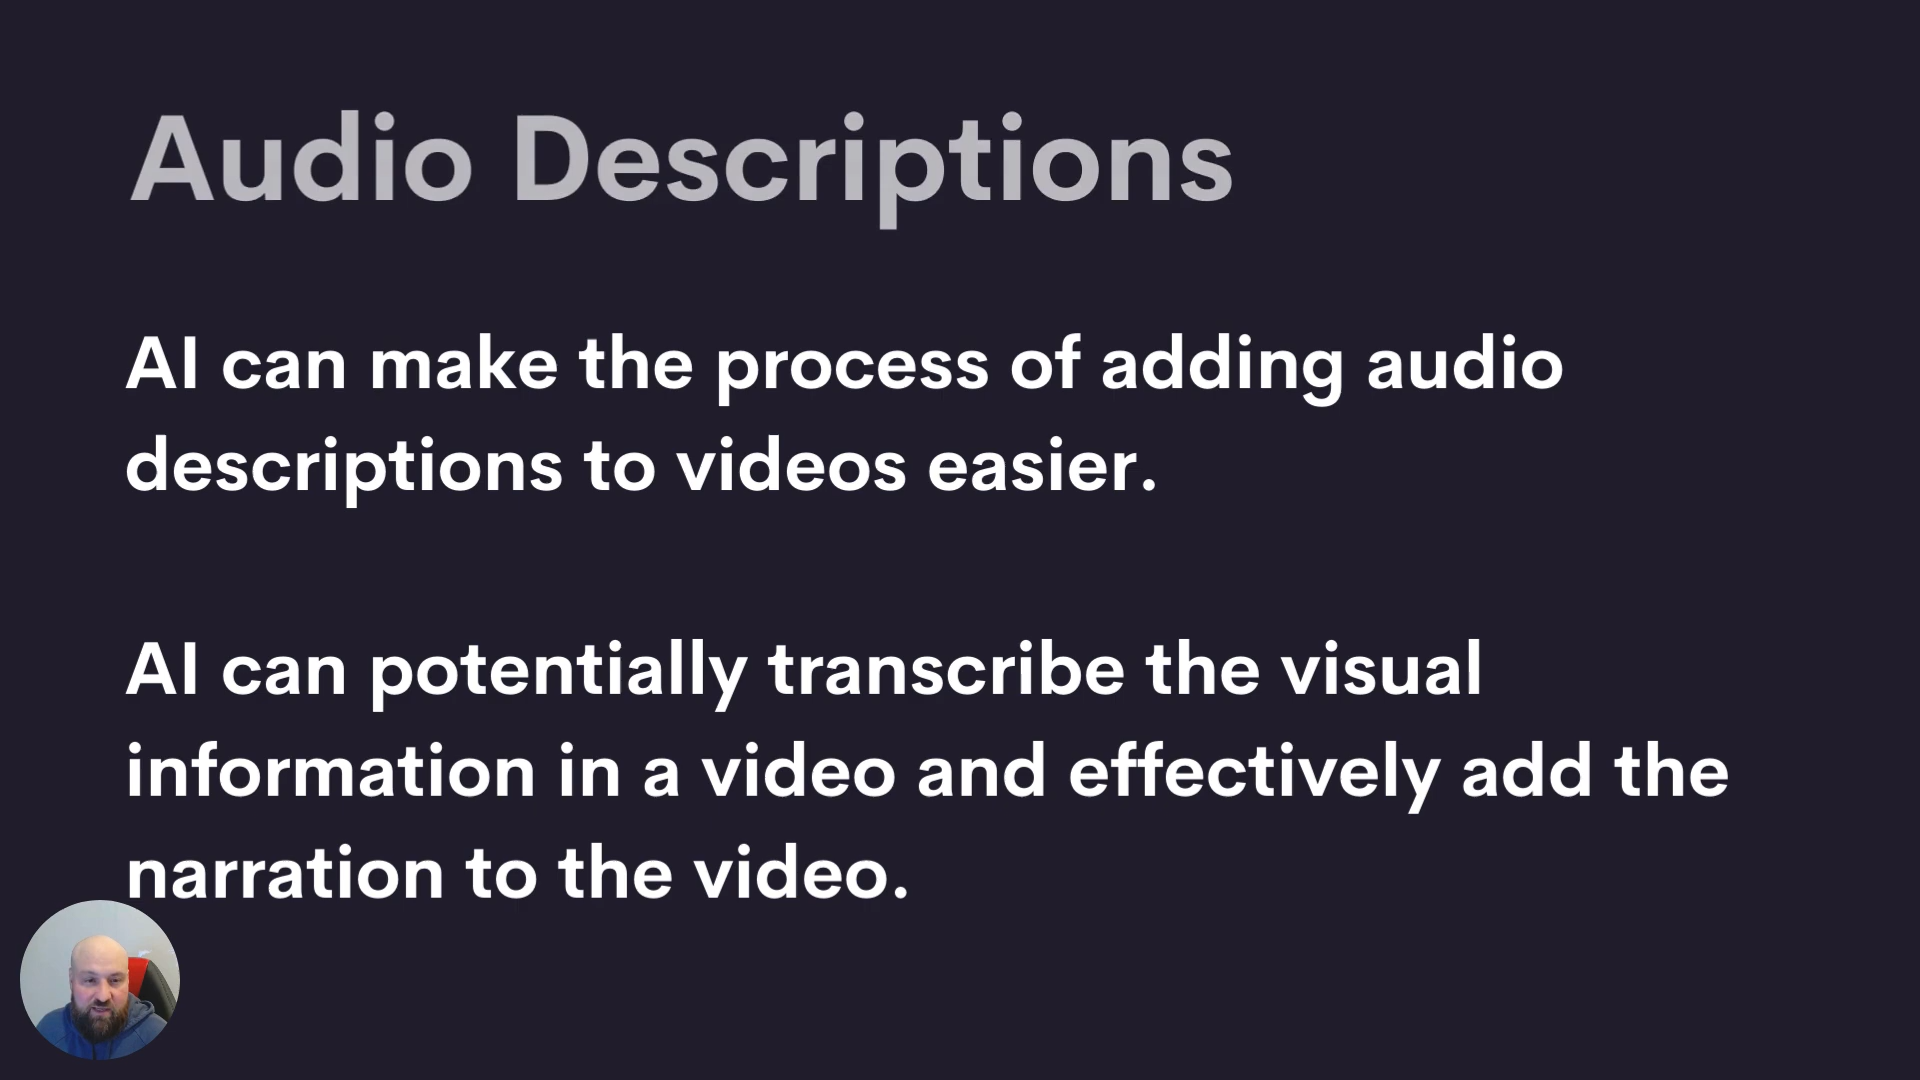 Audio Descriptions
AI can make the process of adding audio
descriptions to videos easier.
AI can potentially transcribe the visual
information in a video and effectively add the
narration to the video.